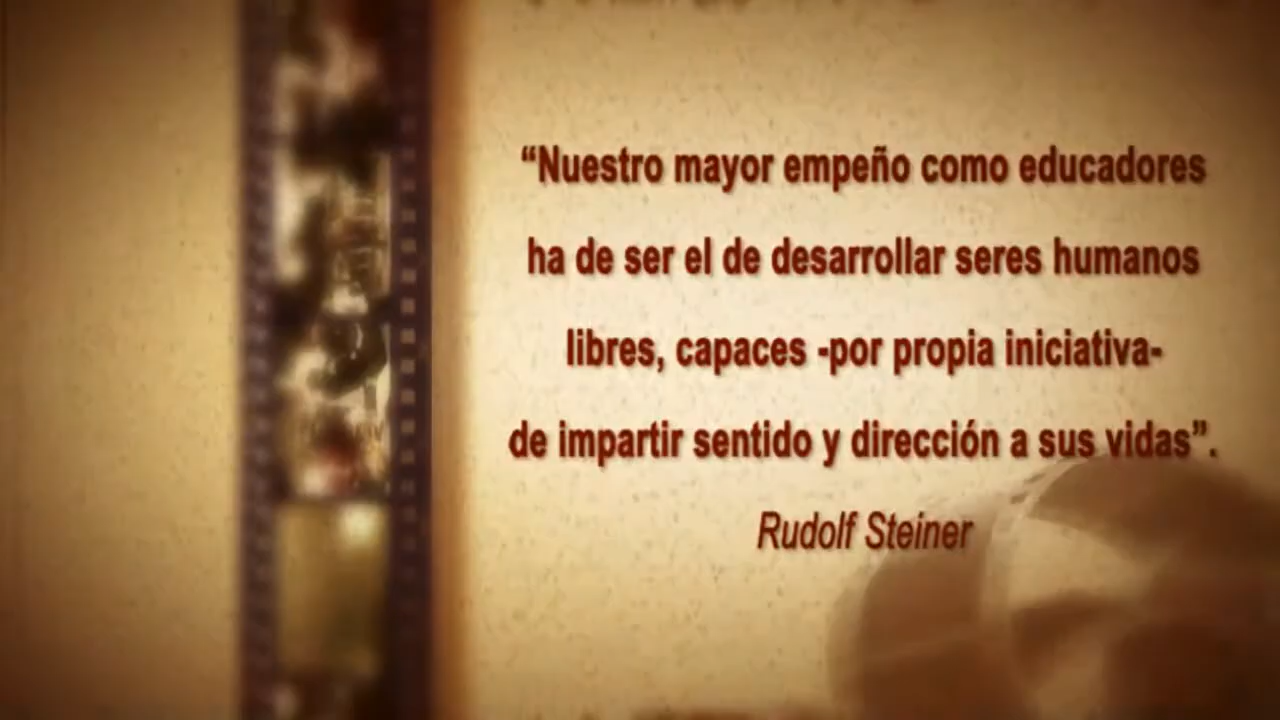 “Nuestro mayor empeño como educadores
ha de ser el de desarrollar seres humanos
libres, capaces -por propia iniciativa-
de impartir sentido y dirección a sus vidas”.
Rudolf Steiner